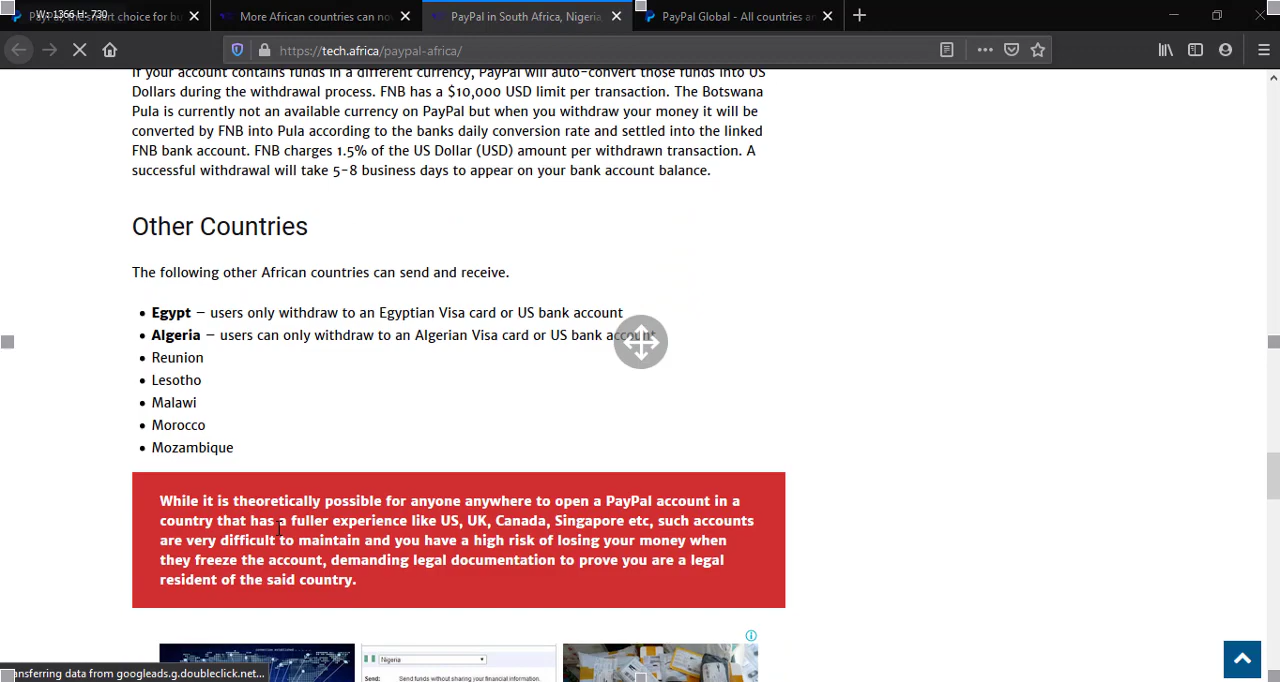 W: 1366 H: 730
smart choice for bu
More African countries can no
PayPal in South Africa, Nigeria,
PayPal Global - All countries a
https://tech.africa/paypal-africa/
If your account contains funds in a different currency, PayPal will auto-convert those funds into US
Dollars during the withdrawal process. FNB has a $10,000 USD limit per transaction. The Botswana
Pula is currently not an available currency on PayPal but when you withdraw your money it will be
converted by FNB into Pula according to the banks daily conversion rate and settled into the linked
FNB bank account. FNB charges 1.5% of the US Dollar (USD) amount per withdrawn transaction. A
successful withdrawal will take 5-8 business days to appear on your bank account balance.
Other Countries
The following other African countries can send and receive.
• Egypt – users only withdraw to an Egyptian Visa card or US bank account
• Algeria – users can only withdraw to an Algerian Visa card or US bank account
• Reunion
• Lesotho
• Malawi
• Morocco
• Mozambique
While it is theoretically possible for anyone anywhere to open a PayPal account in a
country that has a fuller experience like US, UK, Canada, Singapore etc, such accounts
are very difficult to maintain and you have a high risk of losing your money when
they freeze the account, demanding legal documentation to prove you are a legal
resident of the said country.
Nigeria
Send: Send funds without sharing your financial information.
ansferring data from googleads.g.doubleclick.net...